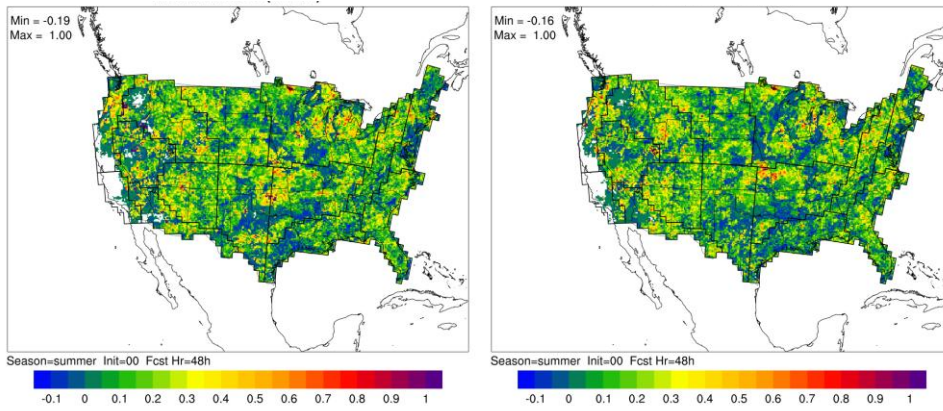 Min = -0.19
Max = 1.00
Season=summer Init=00 Fcst Hr=48h
-0.1 0 0.1 0.2 0.3 0.4 0.5 0.6 0.7 0.8 0.9 1
Min = -0.16
Max = 1.00
Season=summer Init=00 Fcst Hr=48h
-0.1 0 0.1 0.2 0.3 0.4 0.5 0.6 0.7 0.8 0.9 1